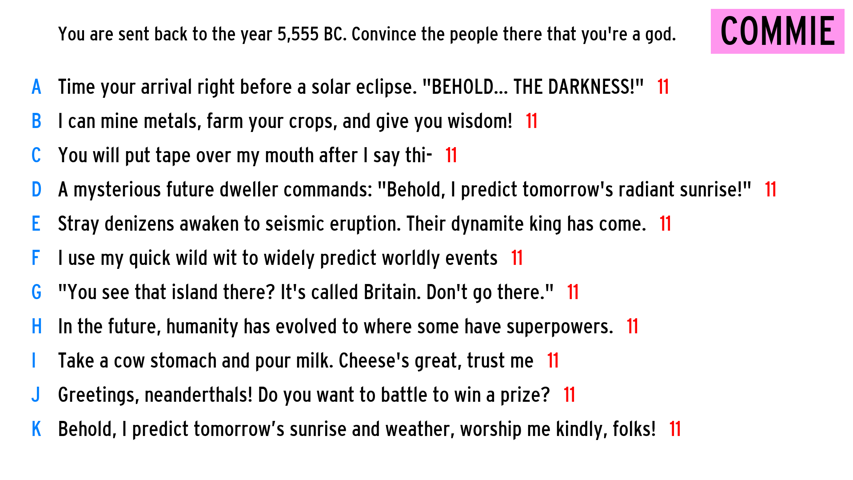 You are sent back to the year 5,555 BC. Convince the people there that you're a god.
COMMIE
A Time your arrival right before a solar eclipse. "BEHOLD... THE DARKNESS!" 11
B I can mine metals, farm your crops, and give you wisdom! 11
C You will put tape over my mouth after I say thi- 11
D A mysterious future dweller commands: "Behold, I predict tomorrow's radiant sunrise!" 11
E Stray denizens awaken to seismic eruption. Their dynamite king has come. 11
F I use my quick wild wit to widely predict worldly events 11
G "You see that island there? It's called Britain. Don't go there." 11
H In the future, humanity has evolved to where some have superpowers. 11
I Take a cow stomach and pour milk. Cheese's great, trust me 11
J Greetings, neanderthals! Do you want to battle to win a prize? 11
K Behold, I predict tomorrow’s sunrise and weather, worship me kindly, folks! 11